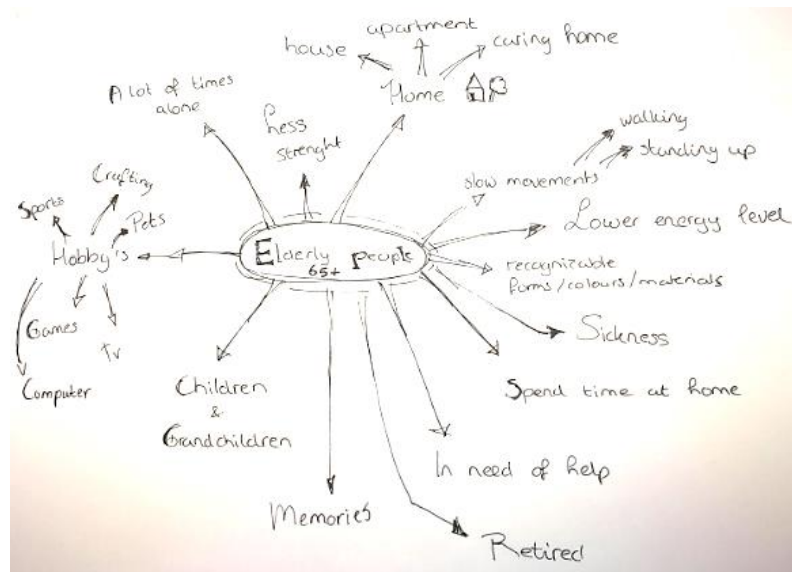 apartment
house
caring home
Home
A lot of times
alone
Less
strenght
walking
standing up
slow movements
Crafting
Sports
Pets
Hobby's
Elderly people
65+
Lower energy level
recognizable
forms/colours/materials
Sickness
Games
Tv
Computer
Children
&
Grandchildren
Spend time at home
In need of help
Memories
Retired